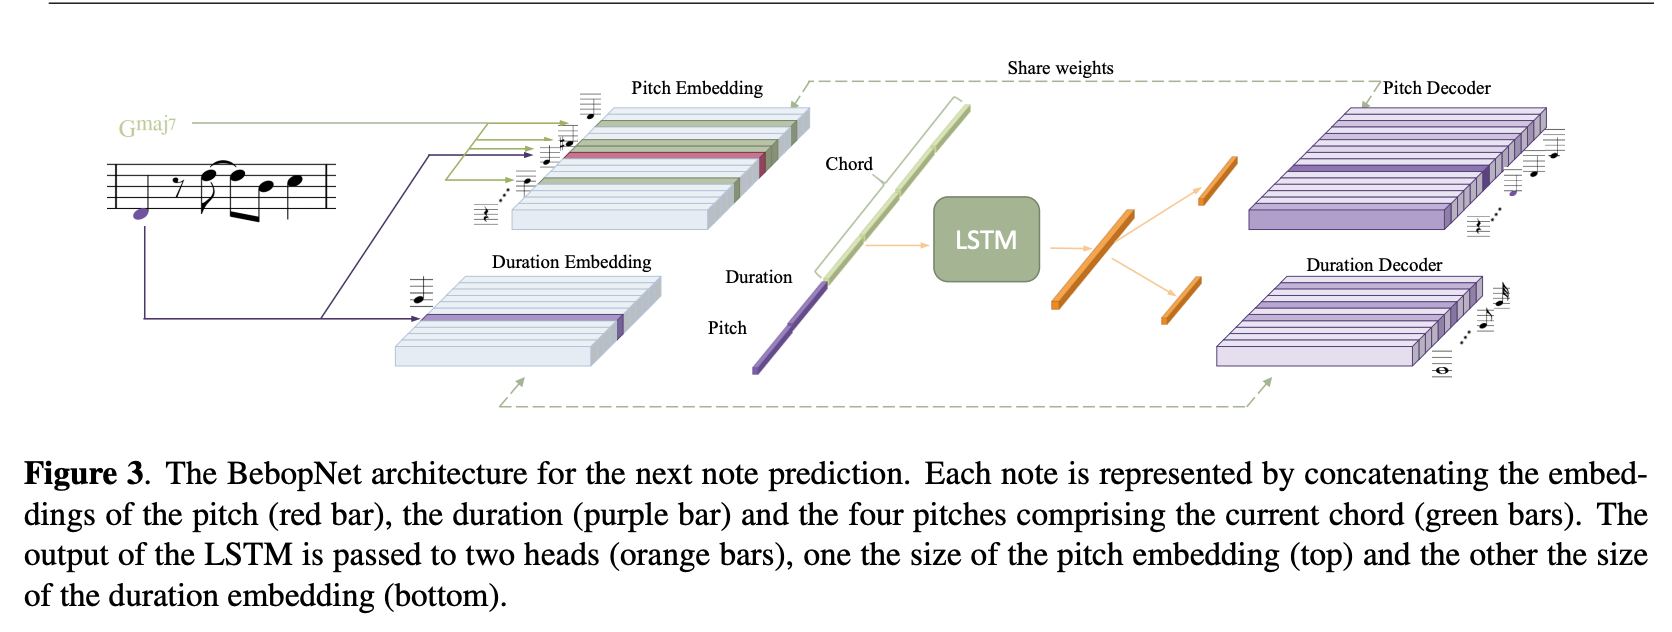 Share weights
Pitch Embedding
Pitch Decoder
Gmaj7
Chord
LSTM
Duration Embedding
Duration
Duration Decoder
Pitch
Figure 3. The BebopNet architecture for the next note prediction. Each note is represented by concatenating the embed-
dings of the pitch (red bar), the duration (purple bar) and the four pitches comprising the current chord (green bars). The
output of the LSTM is passed to two heads (orange bars), one the size of the pitch embedding (top) and the other the size
of the duration embedding (bottom).